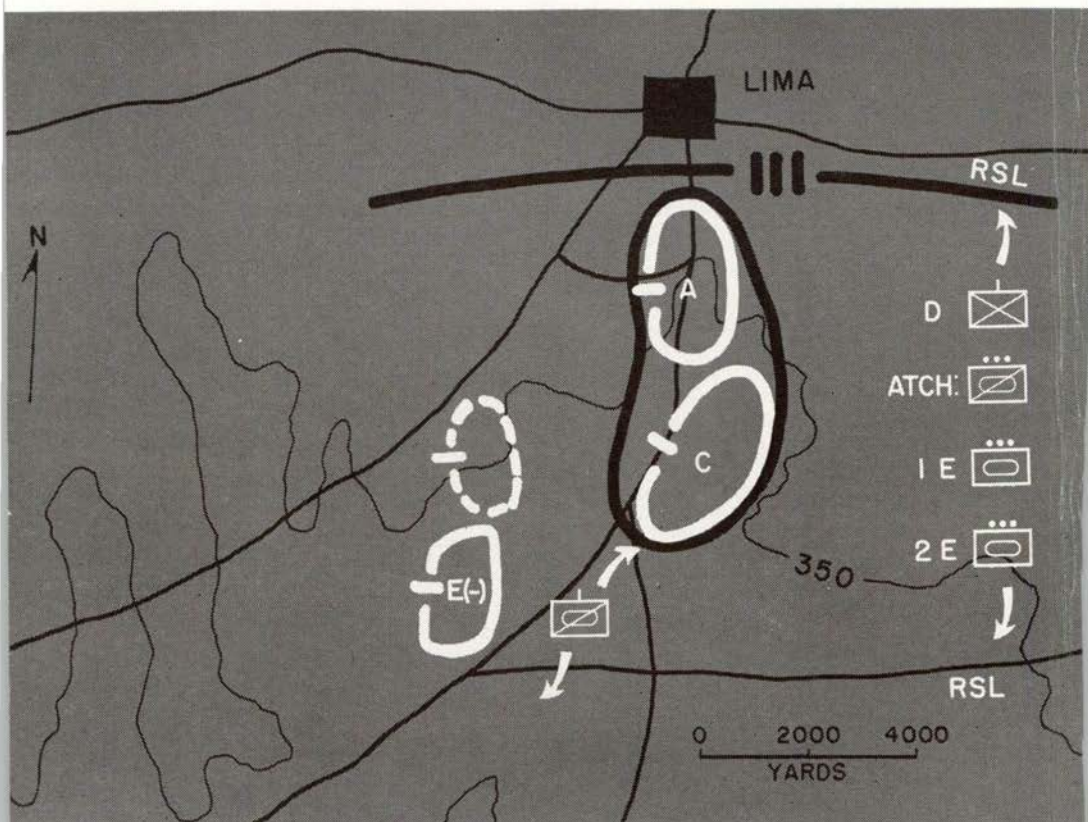 LIMA
RSL
N
A
D
ATCH:
1 E
C
2 E
350
E(-)
RSL
0 2000 4000
YARDS